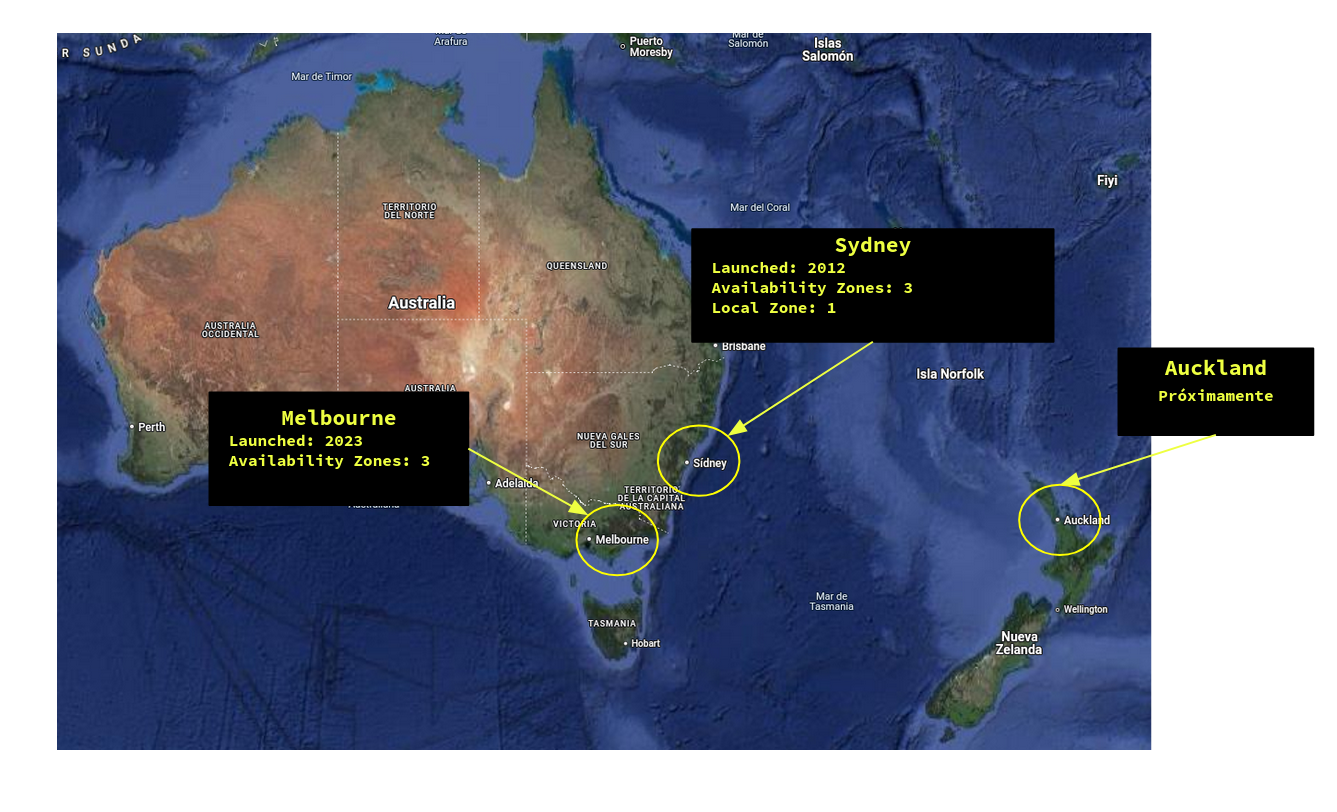 R SUNDA
Arafura
Mar de
Salomón
Puerto
Moresby
Islas
Salomón
Mar de Timor
Fiyi
TERRITORIO
DEL NORTE
Mar del Coral
Sydney
Launched: 2012
Availability Zones: 3
Local Zone: 1
QUEENSLAND
Australia
AUSTRALIA
OCCIDENTAL
Brisbane
Isla Norfolk
Auckland
Próximamente
AUSTRALIA
Melbourne
Launched: 2023
Availability Zones: 3
Perth
NUEVA GALES
DEL SUR
Sídney
Adelaida
TERRITORIO
DE LA CAPITAL
AUSTRALIANA
VICTORIA
Melbourne
Auckland
Mar de
Tasmania
Wellington
TASMANIA
Hobart
Nueva
Zelanda